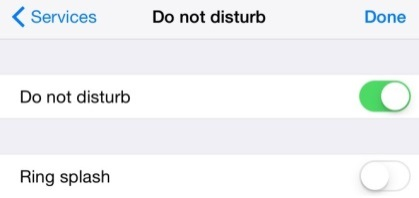 Services Do not disturb Done
Do not disturb
Ring splash